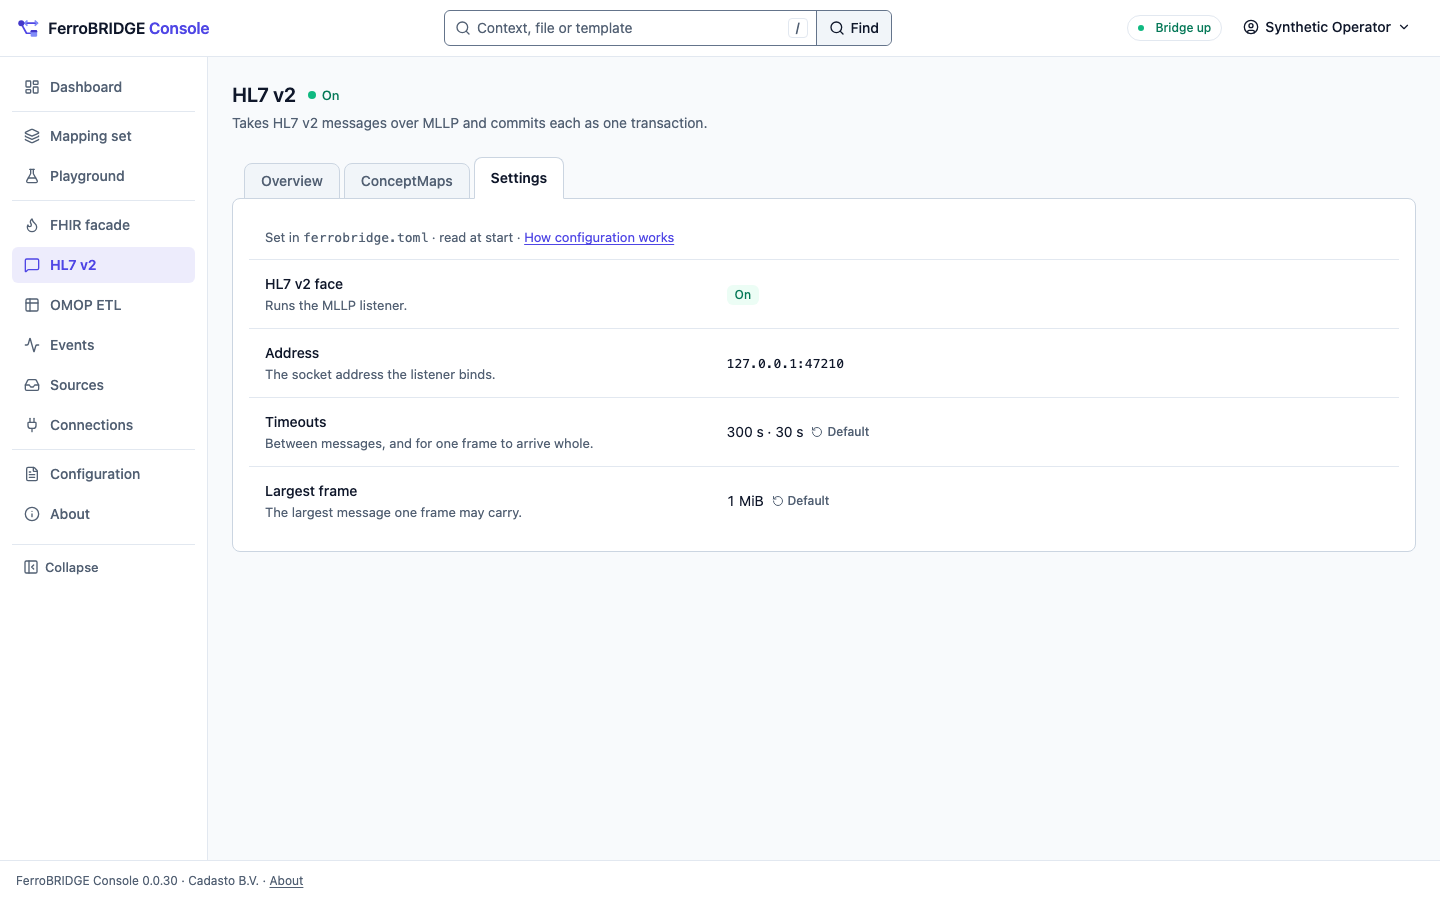 FerroBRIDGE Console
Context, file or template
/
Find
Bridge up
Synthetic Operator
Dashboard
Mapping set
Playground
FHIR facade
HL7 v2
OMOP ETL
Events
Sources
Connections
Configuration
About
Collapse
HL7 v2
On
Takes HL7 v2 messages over MLLP and commits each as one transaction.
Overview
ConceptMaps
Settings
Set in ferrobridge.toml · read at start · How configuration works
HL7 v2 face
Runs the MLLP listener.
On
Address
The socket address the listener binds.
127.0.0.1:47210
Timeouts
Between messages, and for one frame to arrive whole.
300 s · 30 s Default
Largest frame
The largest message one frame may carry.
1 MiB Default
FerroBRIDGE Console 0.0.30 · Cadasto B.V. · About